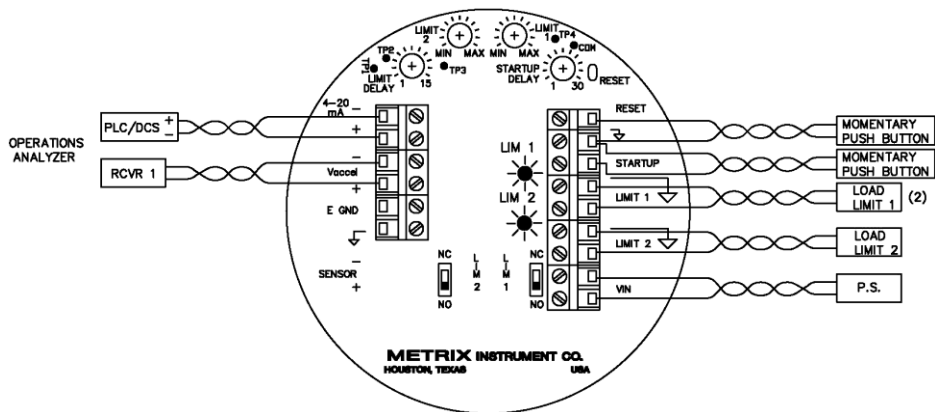 LIMIT 2
LIMIT 1
TP4
COM
TP2
TP1
MIN MAX
MIN MAX
TP3
LIMIT DELAY
1 15
STARTUP DELAY
1 30
RESET
4-20 mA
−
+
PLC/DCS + −
OPERATIONS ANALYZER
RCVR 1
−
Vaccel
+
E GND
−
SENSOR
+
LIM 1
LIM 2
NC
NO
LIM 2
LIM 1
NC
NO
RESET
STARTUP
LIMIT 1
LIMIT 2
VIN
MOMENTARY PUSH BUTTON
MOMENTARY PUSH BUTTON
LOAD LIMIT 1 (2)
LOAD LIMIT 2
P.S.
METRIX INSTRUMENT CO.
HOUSTON, TEXAS USA